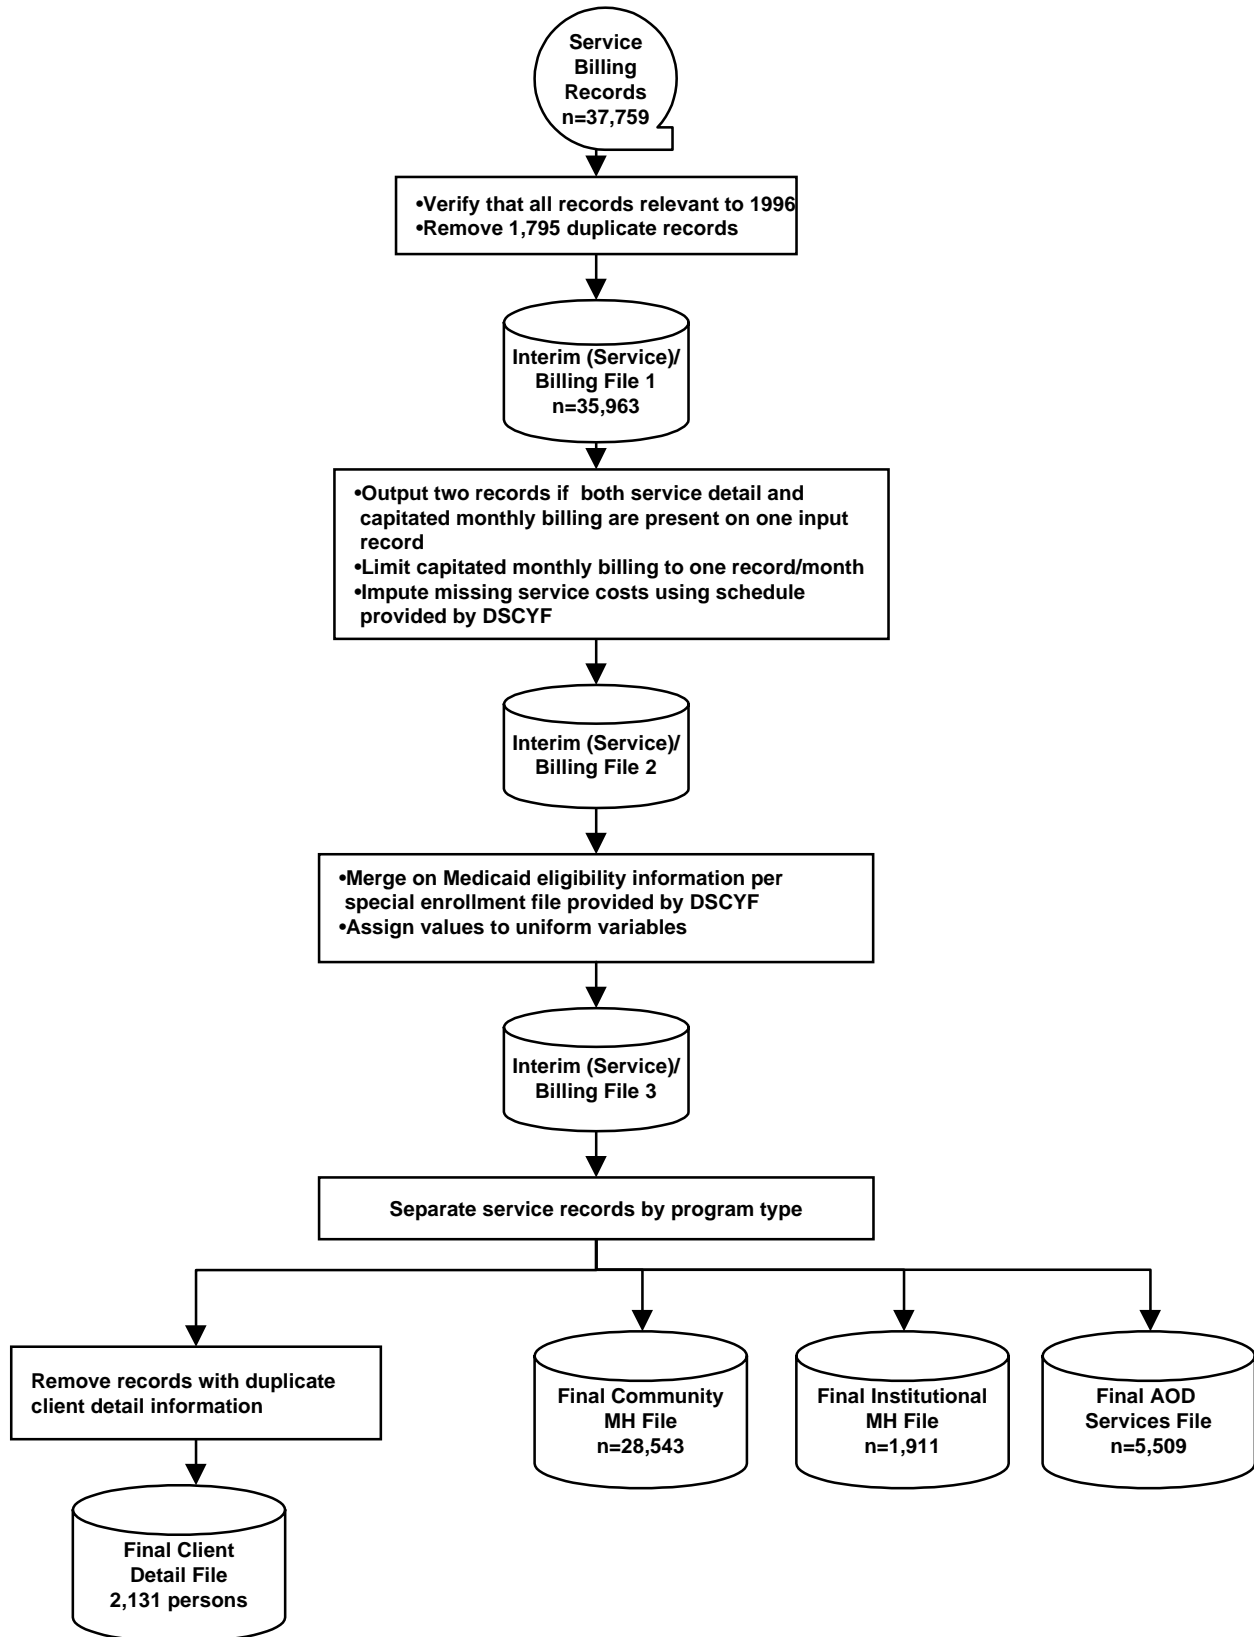 Service
Billing
Records
n=37,759
•Verify that all records relevant to 1996
•Remove 1,795 duplicate records
Interim (Service)/
Billing File 1
n=35,963
•Output two records if both service detail and
capitated monthly billing are present on one input
record
•Limit capitated monthly billing to one record/month
•Impute missing service costs using schedule
provided by DSCYF
Interim (Service)/
Billing File 2
•Merge on Medicaid eligibility information per
special enrollment file provided by DSCYF
•Assign values to uniform variables
Interim (Service)/
Billing File 3
Separate service records by program type
Remove records with duplicate
client detail information
Final Community
MH File
n=28,543
Final Institutional
MH File
n=1,911
Final AOD
Services File
n=5,509
Final Client
Detail File
2,131 persons